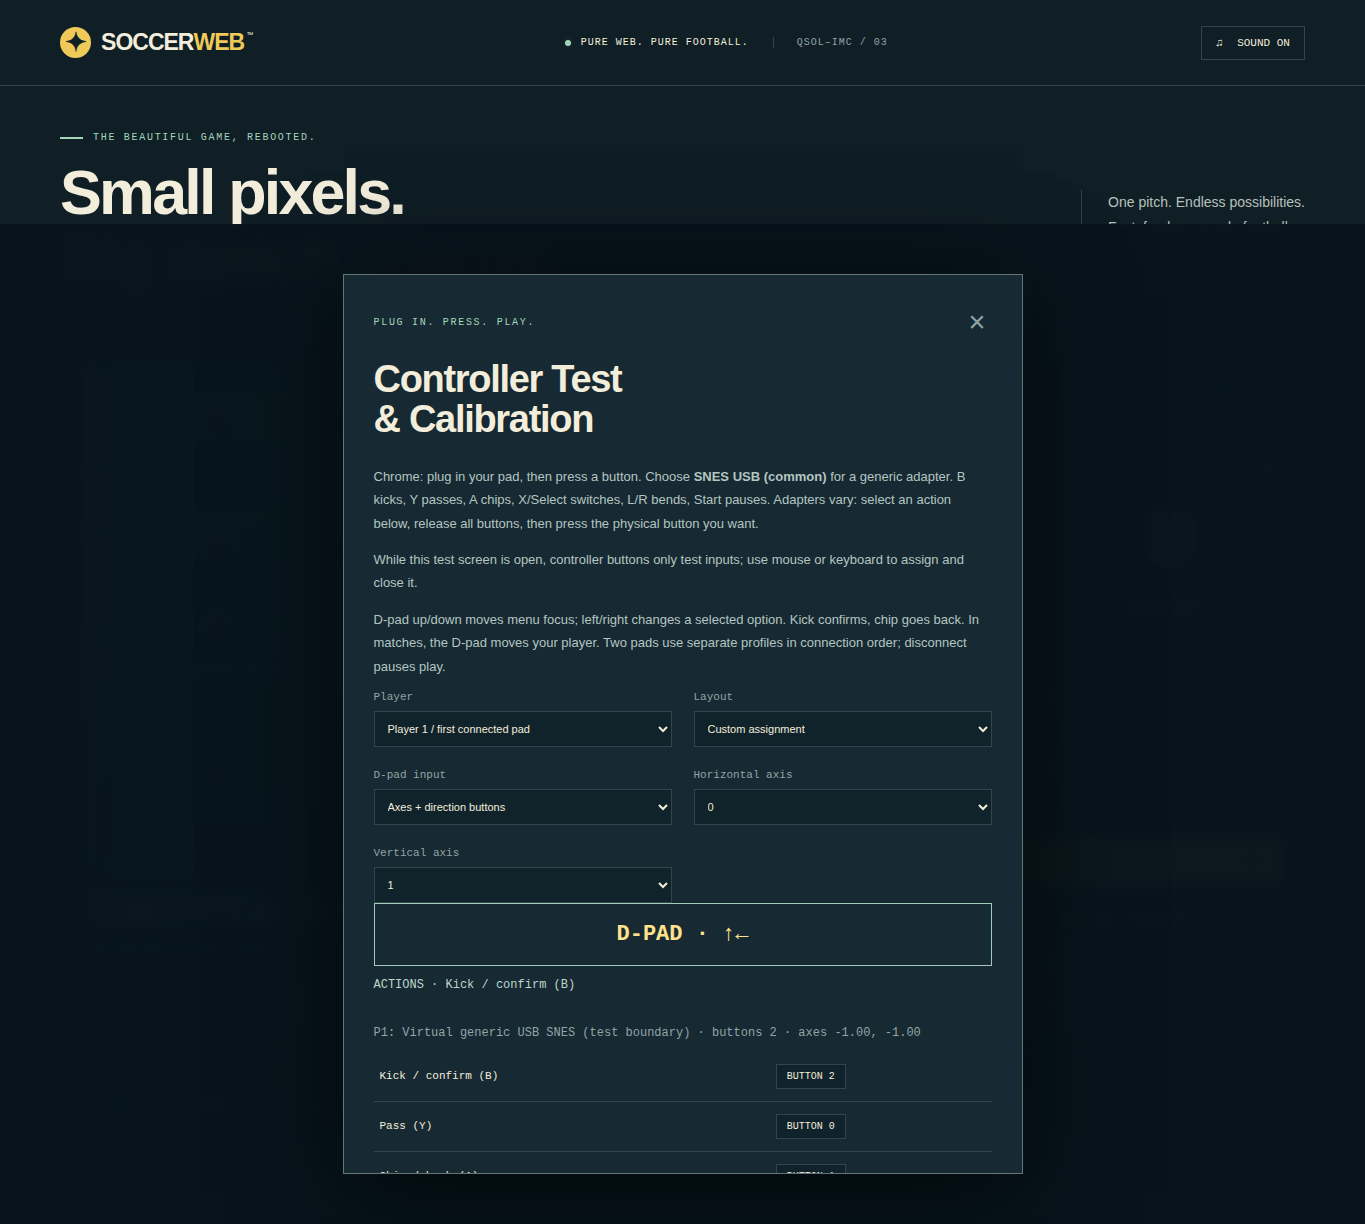 SOCCERWEB™
PURE WEB. PURE FOOTBALL.
QSOL-IMC / 03
♫ SOUND ON
THE BEAUTIFUL GAME, REBOOTED.
Small pixels.
One pitch. Endless possibilities.
PLUG IN. PRESS. PLAY.
×
Controller Test
& Calibration
Chrome: plug in your pad, then press a button. Choose SNES USB (common) for a generic adapter. B
kicks, Y passes, A chips, X/Select switches, L/R bends, Start pauses. Adapters vary: select an action
below, release all buttons, then press the physical button you want.
While this test screen is open, controller buttons only test inputs; use mouse or keyboard to assign and
close it.
D-pad up/down moves menu focus; left/right changes a selected option. Kick confirms, chip goes back. In
matches, the D-pad moves your player. Two pads use separate profiles in connection order; disconnect
pauses play.
Player
Layout
Player 1 / first connected pad
Custom assignment
D-pad input
Horizontal axis
Axes + direction buttons
0
Vertical axis
1
D-PAD · ↑←
ACTIONS · Kick / confirm (B)
P1: Virtual generic USB SNES (test boundary) · buttons 2 · axes -1.00, -1.00
Kick / confirm (B)
BUTTON 2
Pass (Y)
BUTTON 0